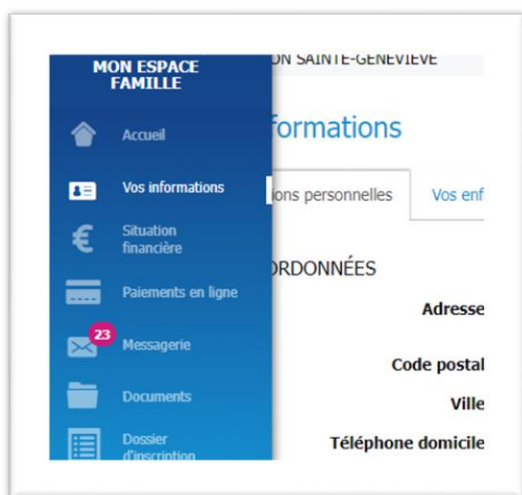 MON ESPACE
FAMILLE
Accueil
Vos informations
Situation
financière
Paiements en ligne
23
Messagerie
Documents
Dossier
d'inscription
ON SAINTE-GENEVIEVE
formations
ons personnelles
Vos enf
ORDONNÉES
Adresse
Code postal
Ville
Téléphone domicile